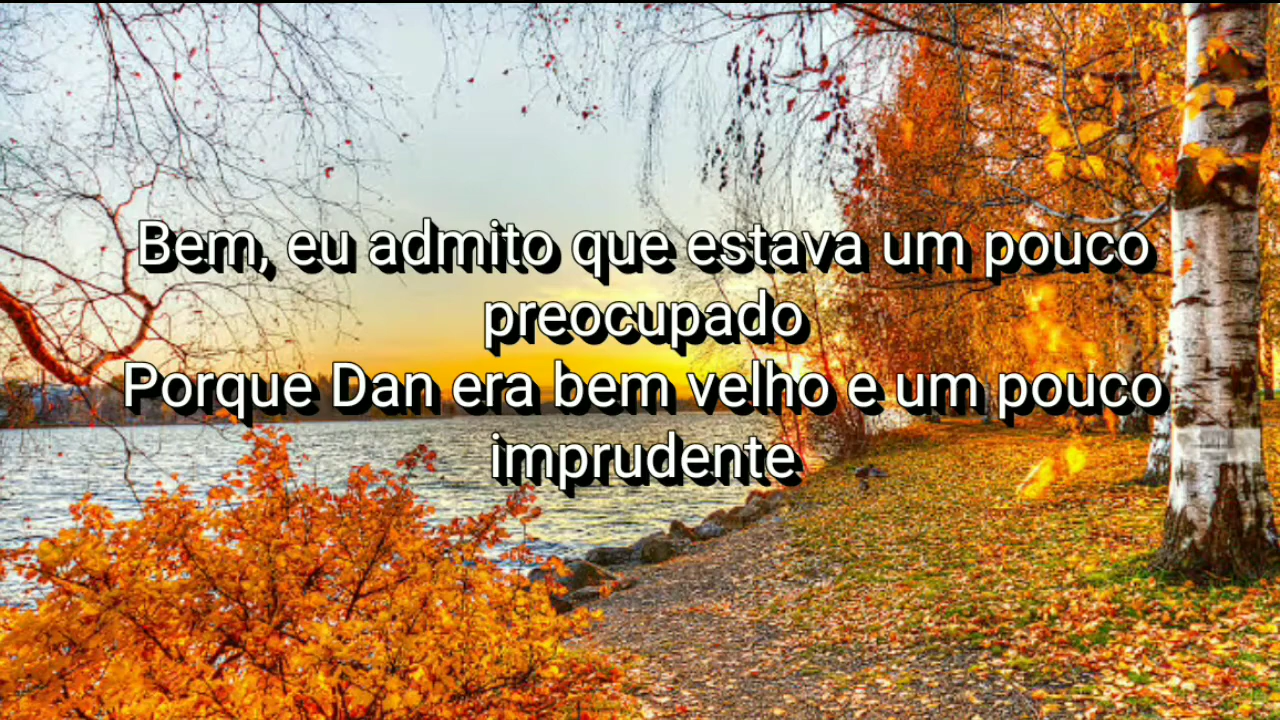 Bem, eu admito que estava um pouco
preocupado
Porque Dan era bem velho e um pouco
imprudente